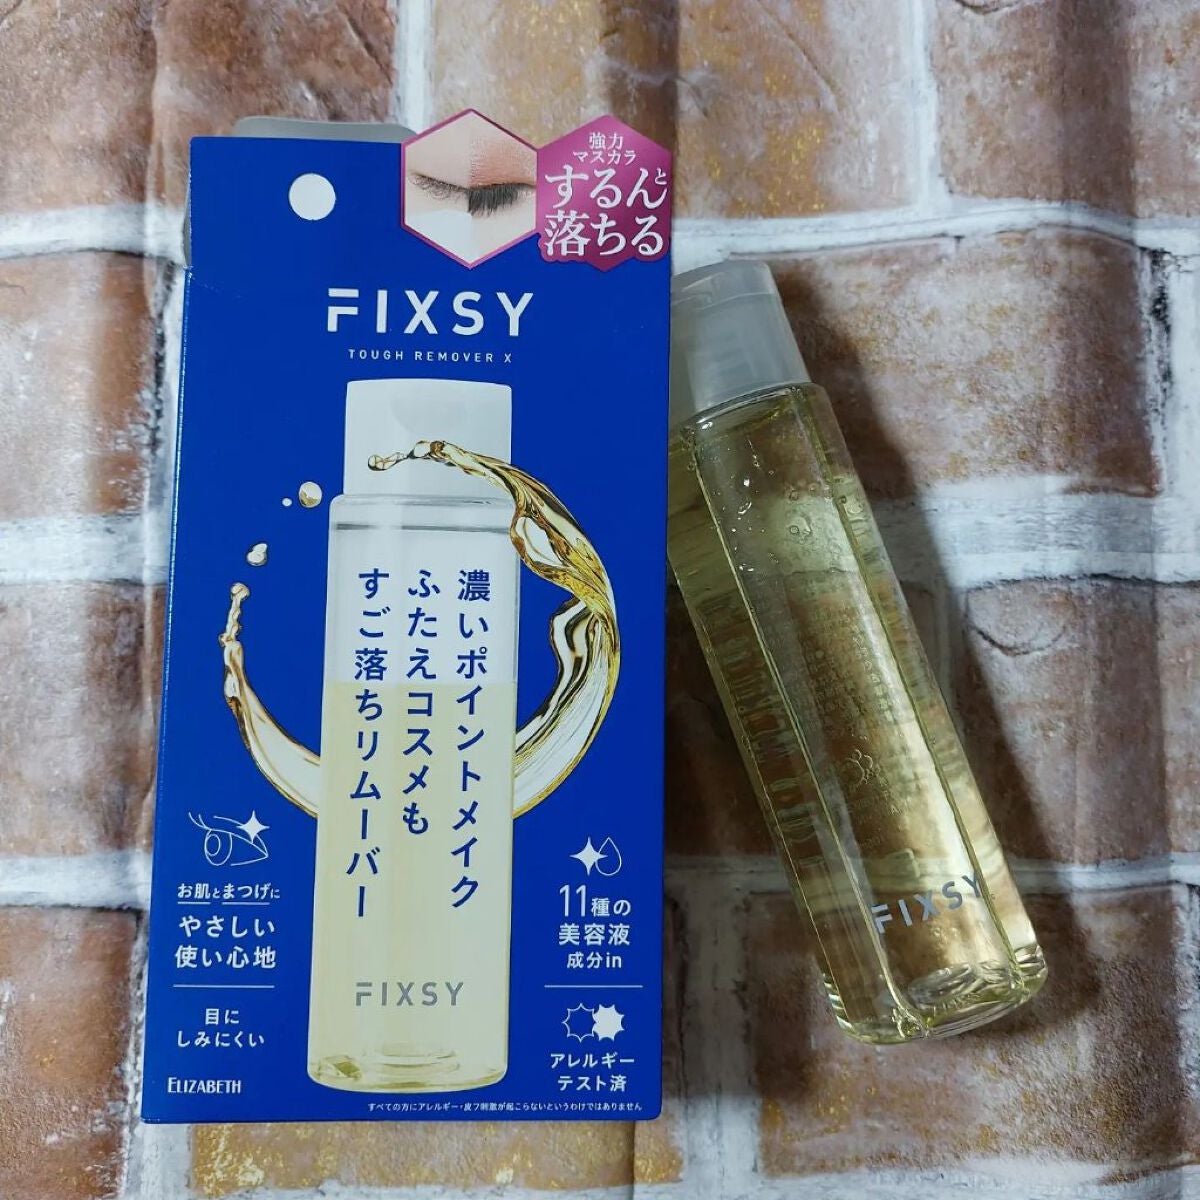 強力
マスカラ
するんと
落ちる
FIXSY
TOUGH REMOVER X
濃いポイントメイク
ふたえコスメも
すご落ちリムーバー
FIXSY
お肌とまつげに
やさしい
使い心地
目に
しみにくい
ELIZABETH
11種の
美容液
成分in
アレルギー
テスト済
すべての方にアレルギー・皮フ刺激が起こらないというわけではありません
FIXSY